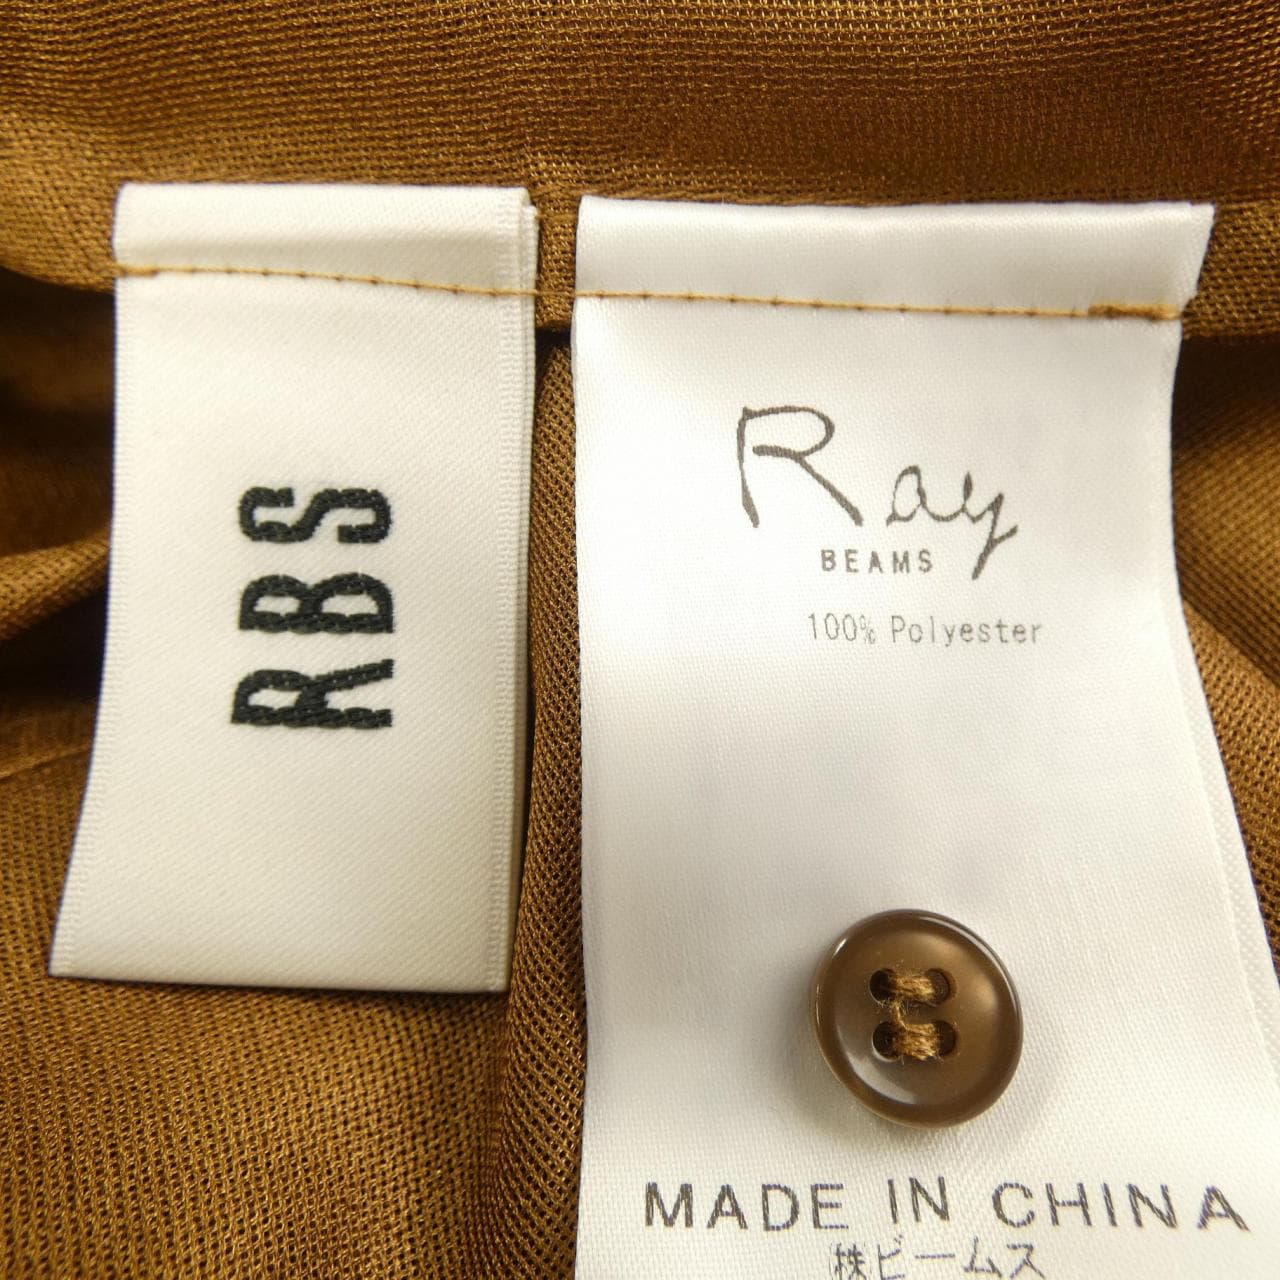 RBS
Ray
BEAMS
100% Polyester
MADE IN CHINA
㈱ビームス